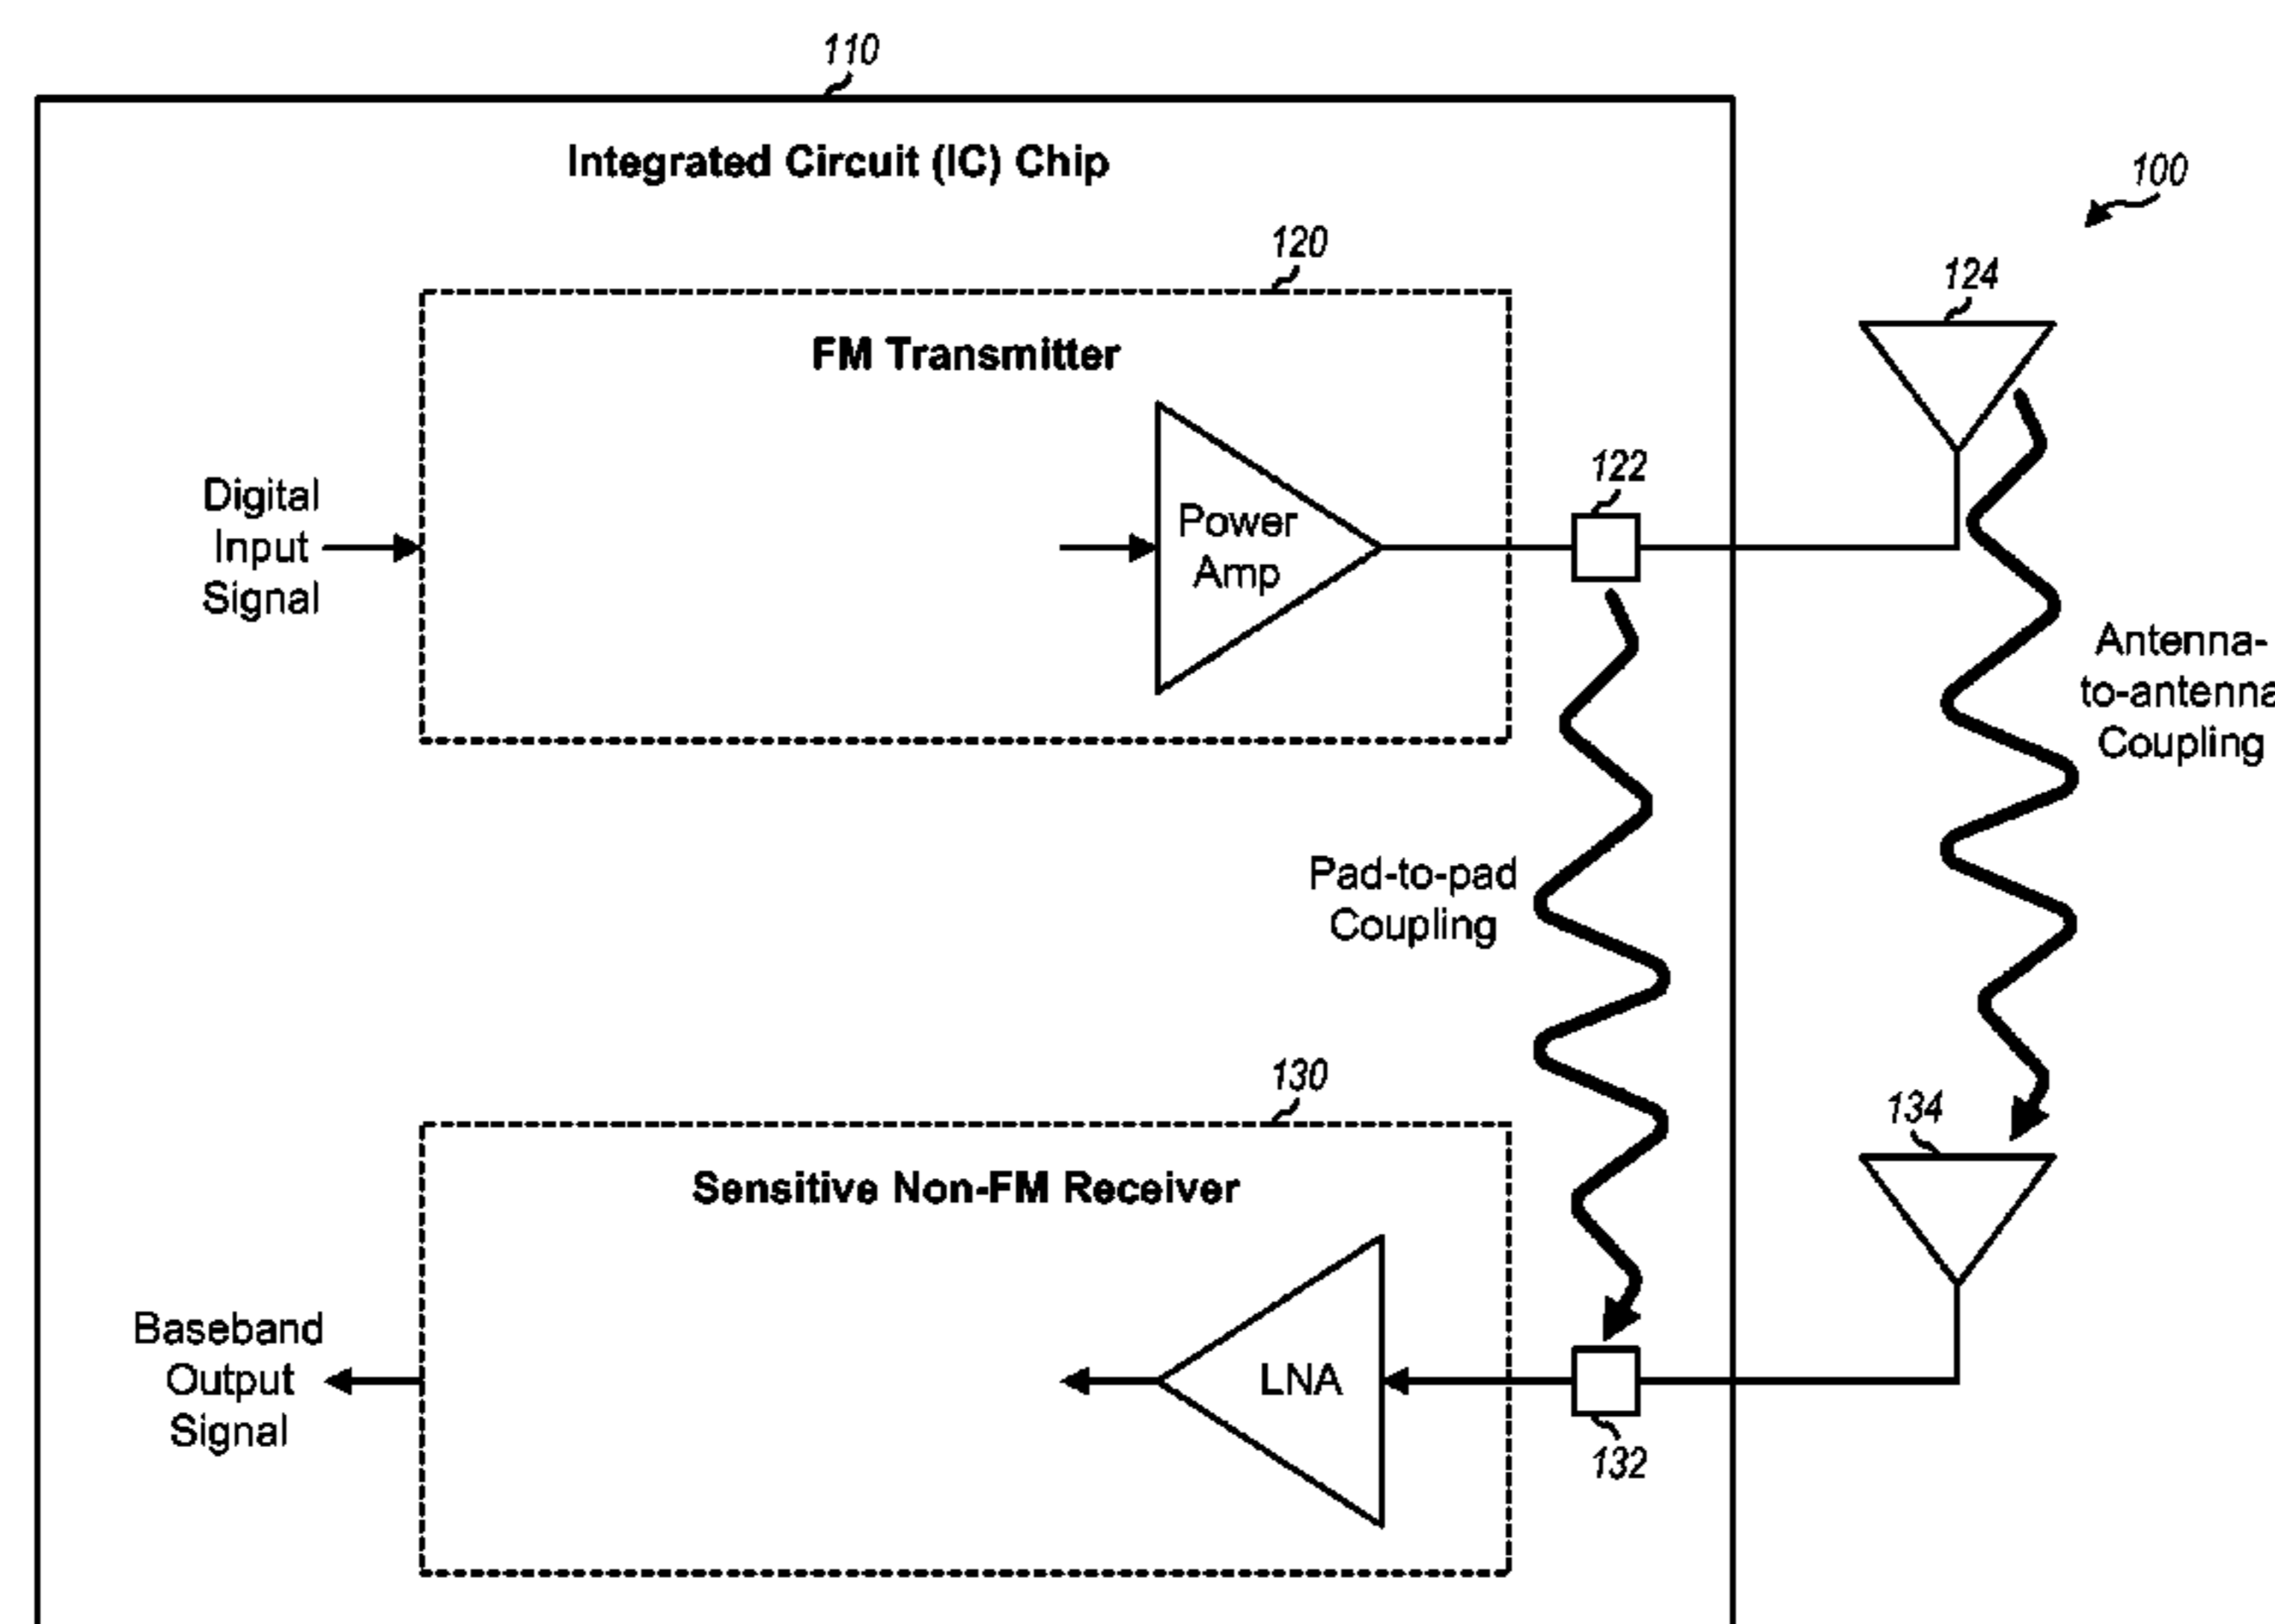 110
Integrated Circuit (IC) Chip
100
120
124
FM Transmitter
122
Digital
Input
Signal
Power
Amp
Antenna-
to-antenna
Coupling
Pad-to-pad
Coupling
130
134
Sensitive Non-FM Receiver
Baseband
Output
Signal
LNA
132